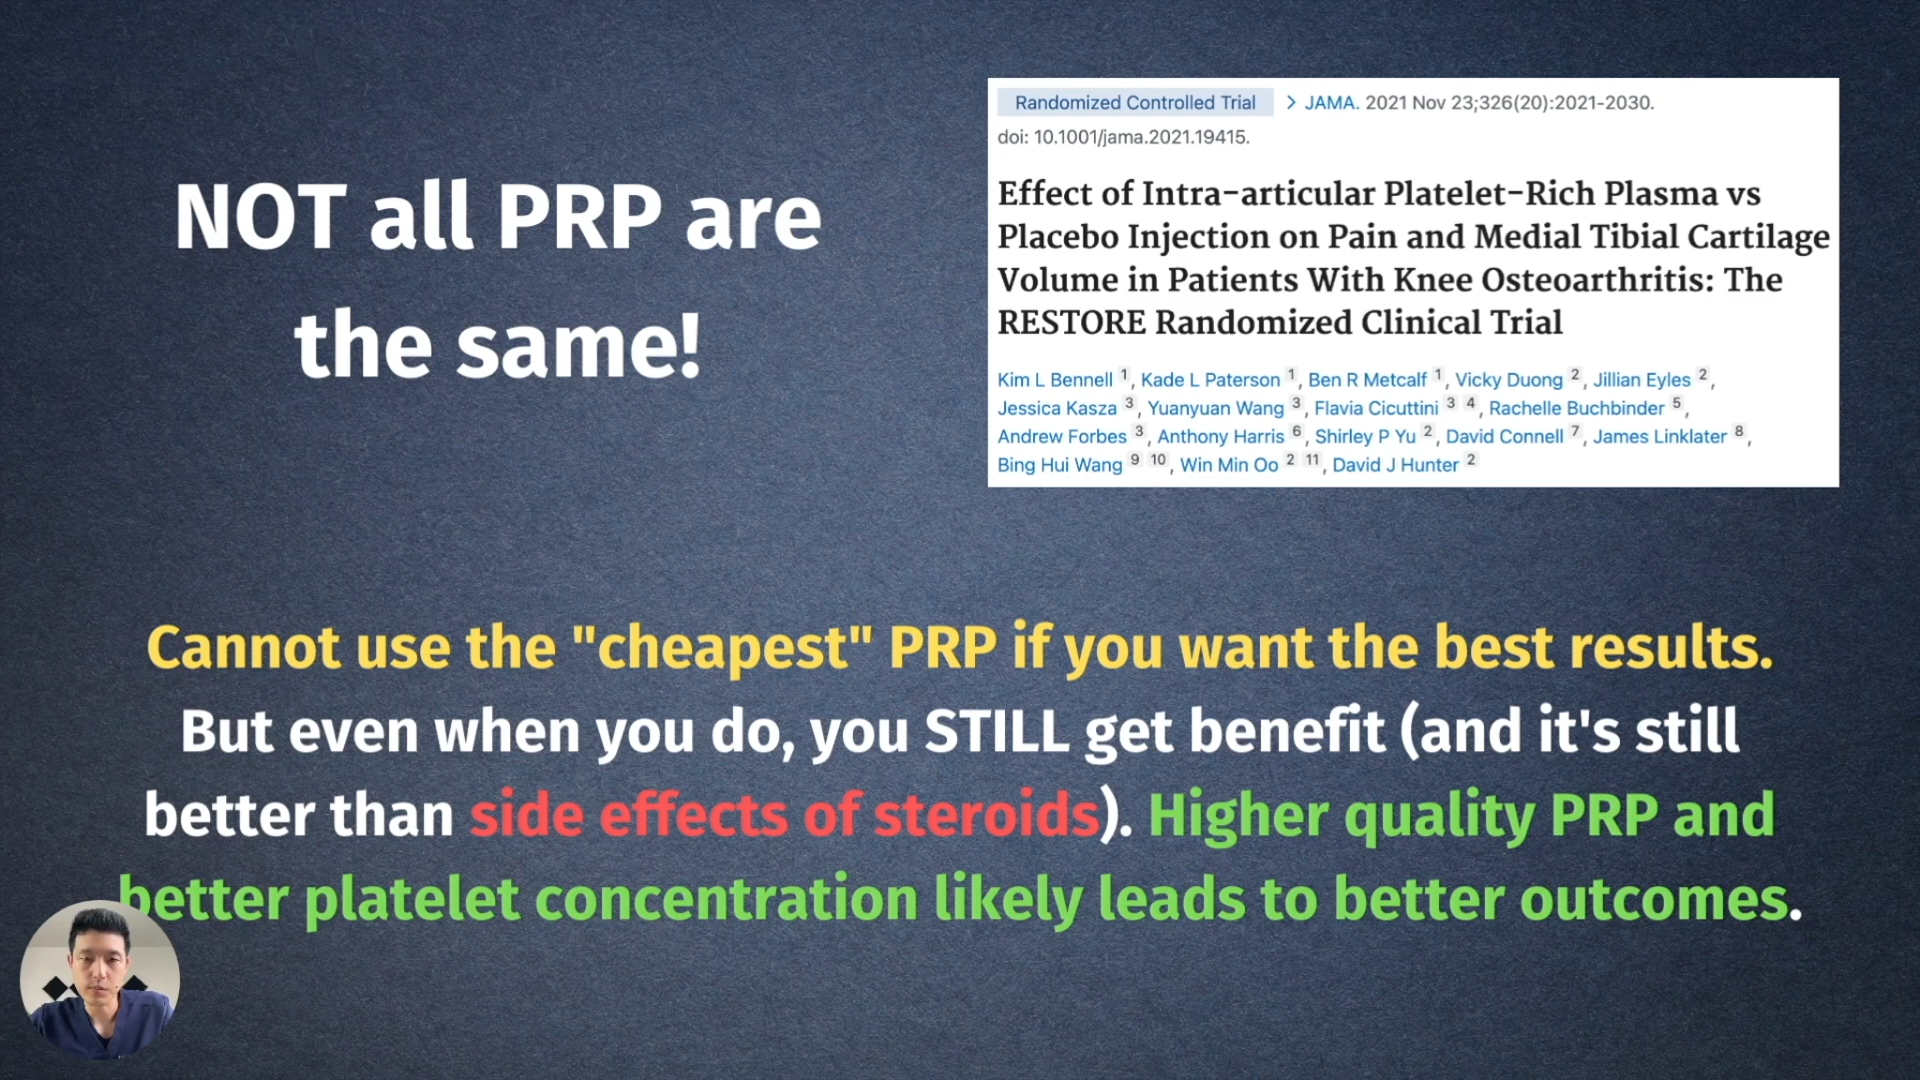 NOT all PRP are
the same!
Randomized Controlled Trial > JAMA. 2021 Nov 23;326(20):2021-2030.
doi: 10.1001/jama.2021.19415.
Effect of Intra-articular Platelet-Rich Plasma vs
Placebo Injection on Pain and Medial Tibial Cartilage
Volume in Patients With Knee Osteoarthritis: The
RESTORE Randomized Clinical Trial
Kim L Bennell 1, Kade L Paterson 1, Ben R Metcalf 1, Vicky Duong 2, Jillian Eyles 2,
Jessica Kasza 3, Yuanyuan Wang 3, Flavia Cicuttini 3 4, Rachelle Buchbinder 5,
Andrew Forbes 3, Anthony Harris 6, Shirley P Yu 2, David Connell 7, James Linklater 8,
Bing Hui Wang 9 10, Win Min Oo 2 11, David J Hunter 2
Cannot use the "cheapest" PRP if you want the best results.
But even when you do, you STILL get benefit (and it's still
better than side effects of steroids). Higher quality PRP and
better platelet concentration likely leads to better outcomes.